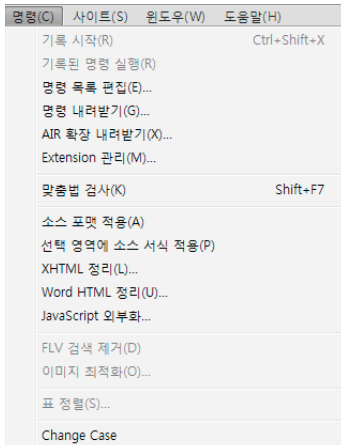 명령(C) 사이트(S) 윈도우(W) 도움말(H)
기록 시작(R) Ctrl+Shift+X
기록된 명령 실행(R)
명령 목록 편집(E)...
명령 내려받기(G)...
AIR 확장 내려받기(X)...
Extension 관리(M)...
맞춤법 검사(K) Shift+F7
소스 포맷 적용(A)
선택 영역에 소스 서식 적용(P)
XHTML 정리(L)...
Word HTML 정리(U)...
JavaScript 외부화...
FLV 검색 제거(D)
이미지 최적화(O)...
표 정렬(S)...
Change Case